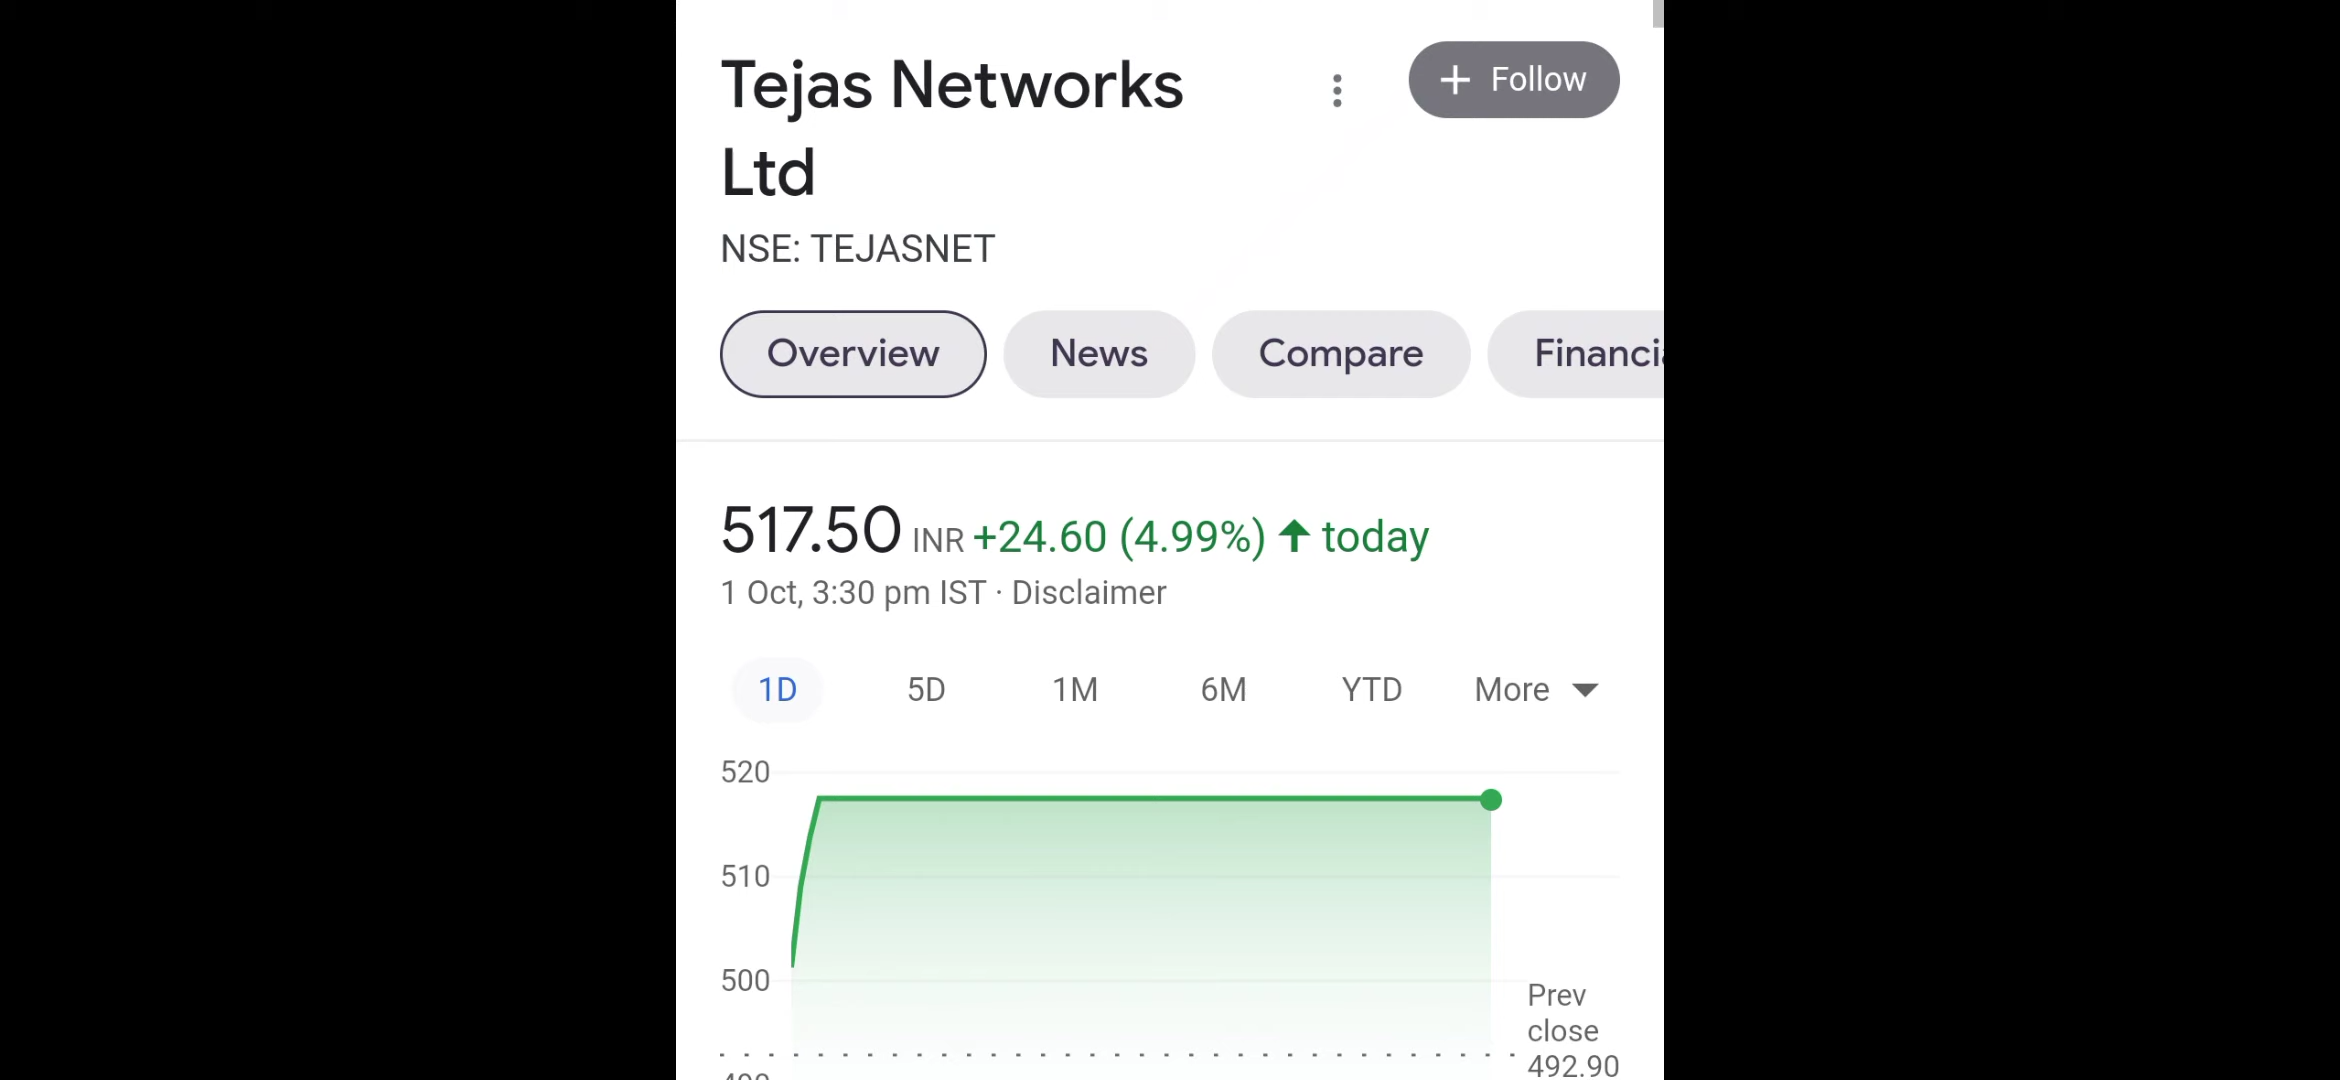 Tejas Networks
Ltd
+ Follow
NSE: TEJASNET
Overview
News
Compare
Financi
517.50 INR +24.60 (4.99%) ↑ today
1 Oct, 3:30 pm IST · Disclaimer
1D
5D
1M
6M
YTD
More
520
510
500
Prev
close
492.90